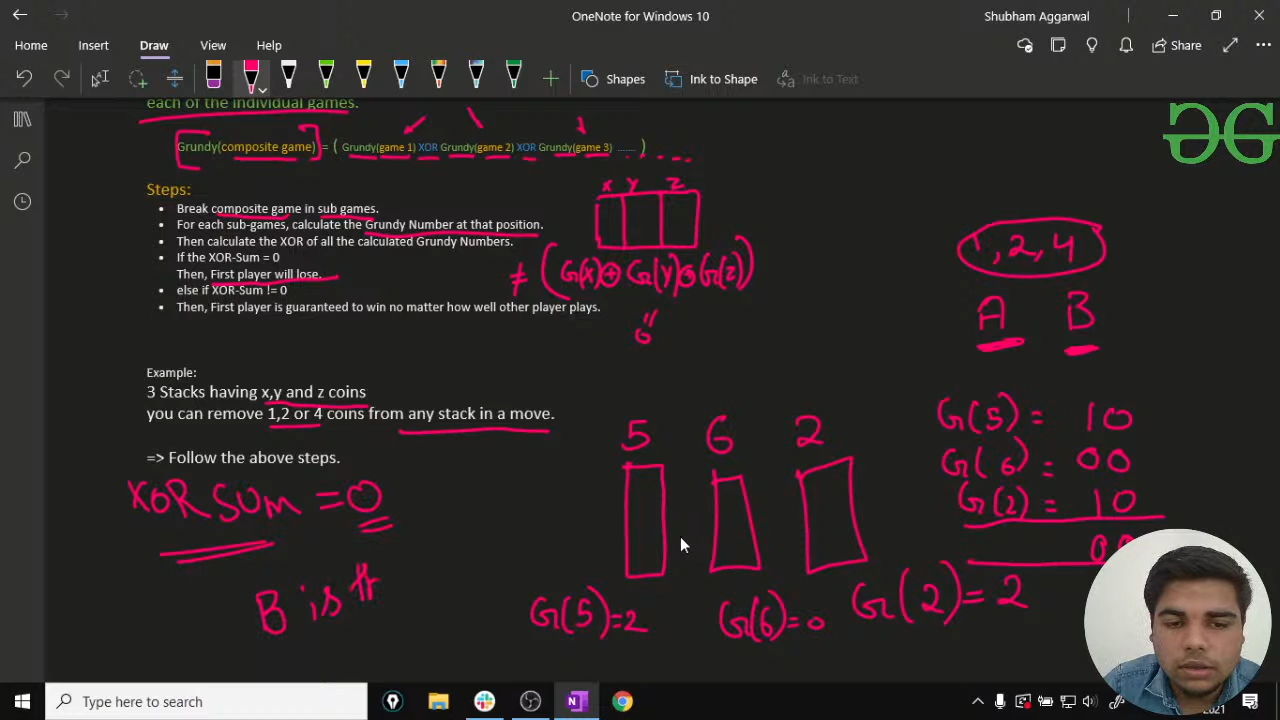 OneNote for Windows 10
Shubham Aggarwal
Home Insert Draw View Help
Share
Shapes Ink to Shape Ink to Text
each of the individual games.
Grundy(composite game) = ( Grundy(game 1) XOR Grundy(game 2) XOR Grundy(game 3) ...... )
Steps:
x y z
• Break composite game in sub games.
• For each sub-games, calculate the Grundy Number at that position.
• Then calculate the XOR of all the calculated Grundy Numbers.
• If the XOR-Sum = 0
Then, First player will lose.
• else if XOR-Sum != 0
• Then, First player is guaranteed to win no matter how well other player plays.
≠ (G(x) ⊕ G(y) ⊕ G(z))
1, 2, 4
A B
Example:
3 Stacks having x,y and z coins
you can remove 1,2 or 4 coins from any stack in a move.
=> Follow the above steps.
XOR SUM = 0
B is
5 6 2
G(5)=2 G(6)=0 G(2)=2
G(5) = 10
G(6) = 00
G(2) = 10
Type here to search